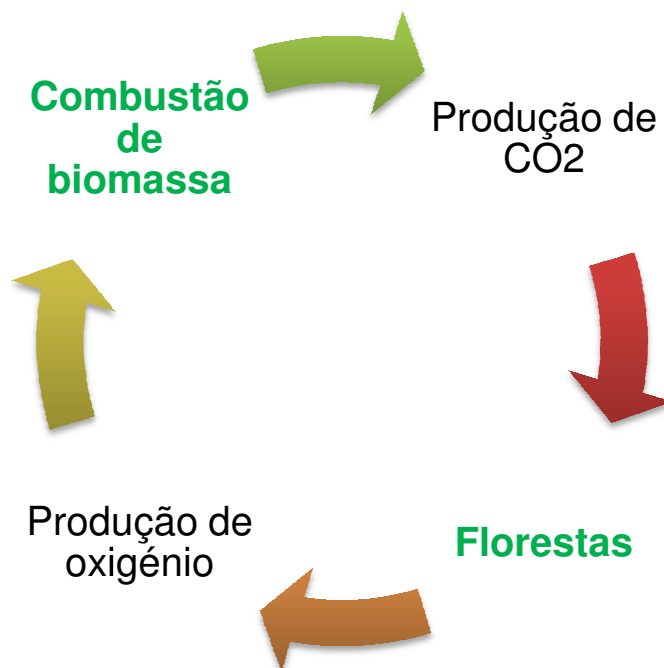 Combustão
de
biomassa
Produção de
CO2
Florestas
Produção de
oxigénio